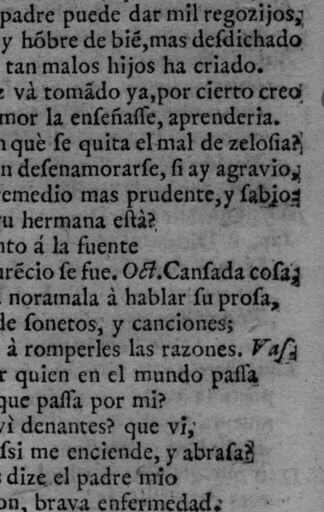 padre puede dar mil regozijos,
y hõbre de biẽ,mas desdichado
tan malos hijos ha criado.
và tomãdo ya,por cierto creo
mor la enseñasse, aprenderia.
què se quita el mal de zelosia?
n desenamorarse, si ay agravio,
remedio mas prudente,y sabio:
u hermana està?
nto á la fuente
urẽcio se fue. Oct.Cansada cosa,
noramala à hablar su prosa,
de sonetos, y canciones;
à romperles las razones. Vas.
r quien en el mundo passa
que passa por mi?
vì denantes? que vi,
ssi me enciende, y abrasa?
dize el padre mio
on, brava enfermedad.